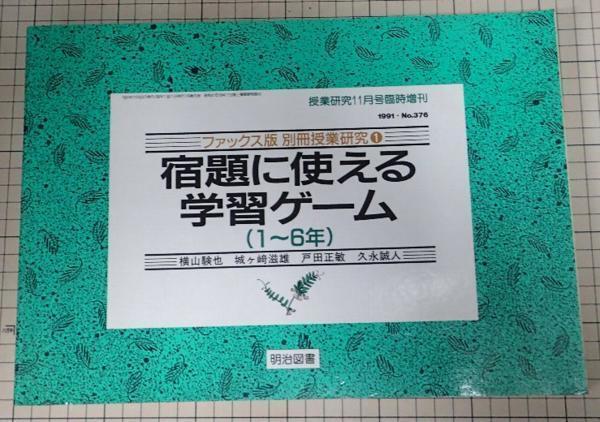 授業研究11月号臨時増刊
1991・No.376
ファックス版 別冊授業研究❶
宿題に使える
学習ゲーム
(1〜6年)
横山験也 城ヶ崎滋雄 戸田正敏 久永誠人
明治図書